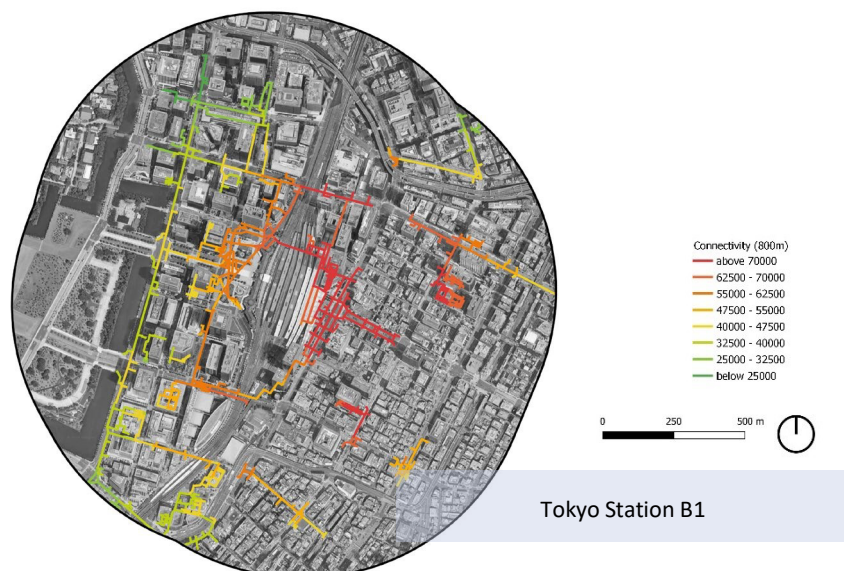 Connectivity (800m)
above 70000
62500 - 70000
55000 - 62500
47500 - 55000
40000 - 47500
32500 - 40000
25000 - 32500
below 25000
0 250 500 m
Tokyo Station B1